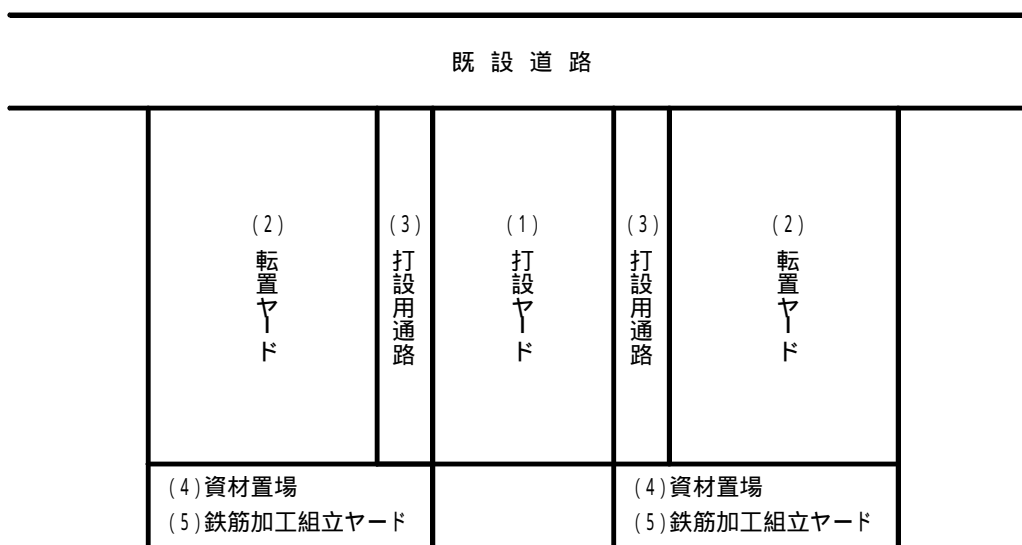 既設道路
(2)
転置ヤード
(3)
打設用通路
(1)
打設ヤード
(3)
打設用通路
(2)
転置ヤード
(4)資材置場
(5)鉄筋加工組立ヤード
(4)資材置場
(5)鉄筋加工組立ヤード